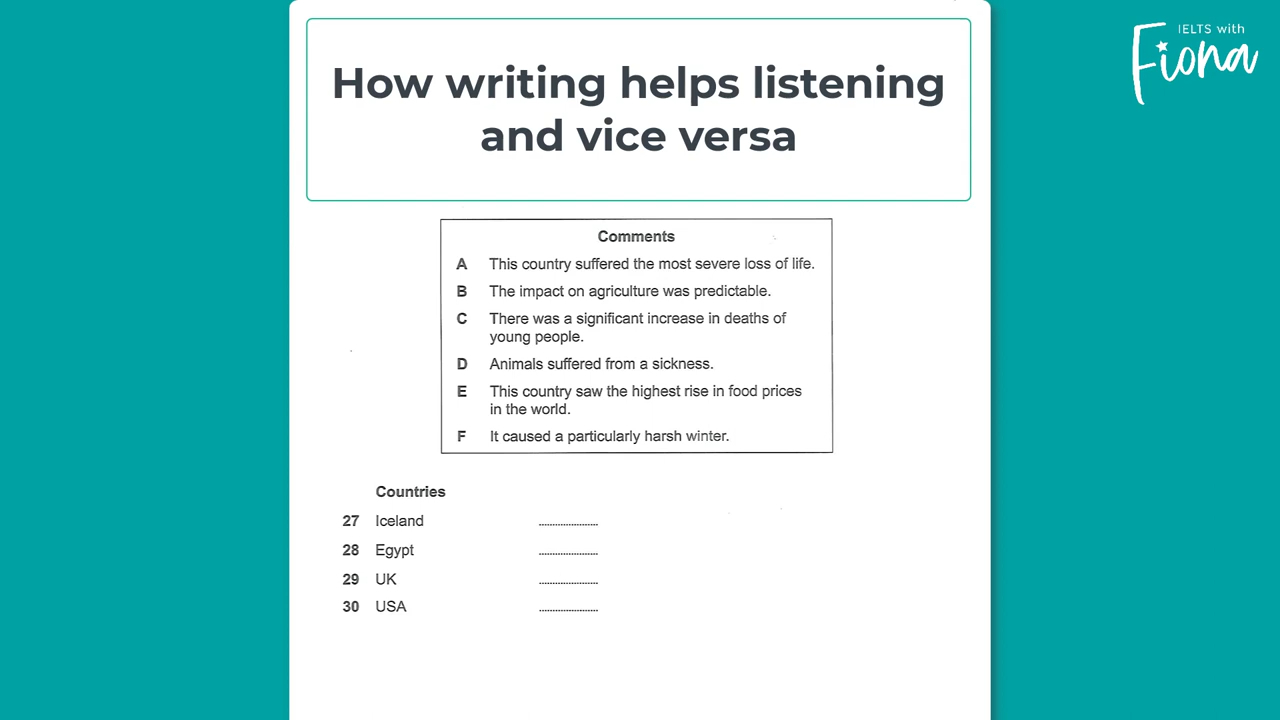 IELTS with
Fiona
How writing helps listening
and vice versa
Comments
A This country suffered the most severe loss of life.
B The impact on agriculture was predictable.
C There was a significant increase in deaths of
young people.
D Animals suffered from a sickness.
E This country saw the highest rise in food prices
in the world.
F It caused a particularly harsh winter.
Countries
27 Iceland ....................
28 Egypt ....................
29 UK ....................
30 USA ....................